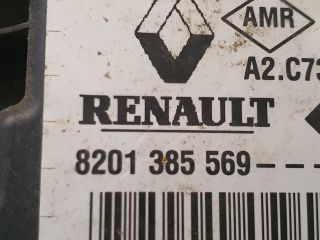 AMR
A2.C73
RENAULT
8201 385 569---